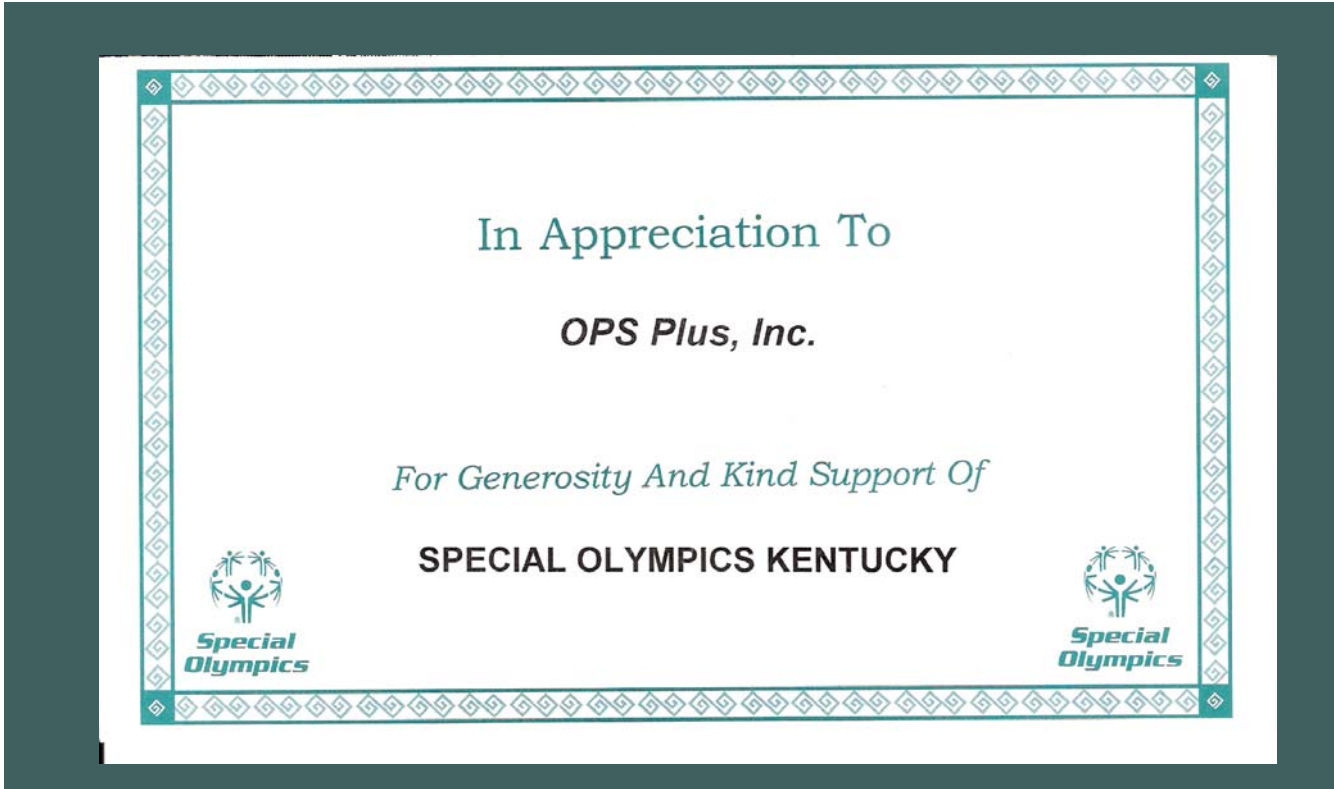 In Appreciation To
OPS Plus, Inc.
For Generosity And Kind Support Of
SPECIAL OLYMPICS KENTUCKY
Special
Olympics
Special
Olympics